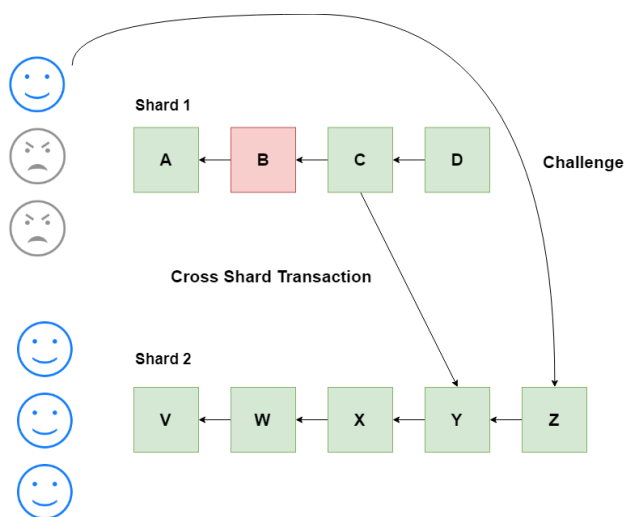 Shard 1
A
B
C
D
Challenge
Cross Shard Transaction
Shard 2
V
W
X
Y
Z